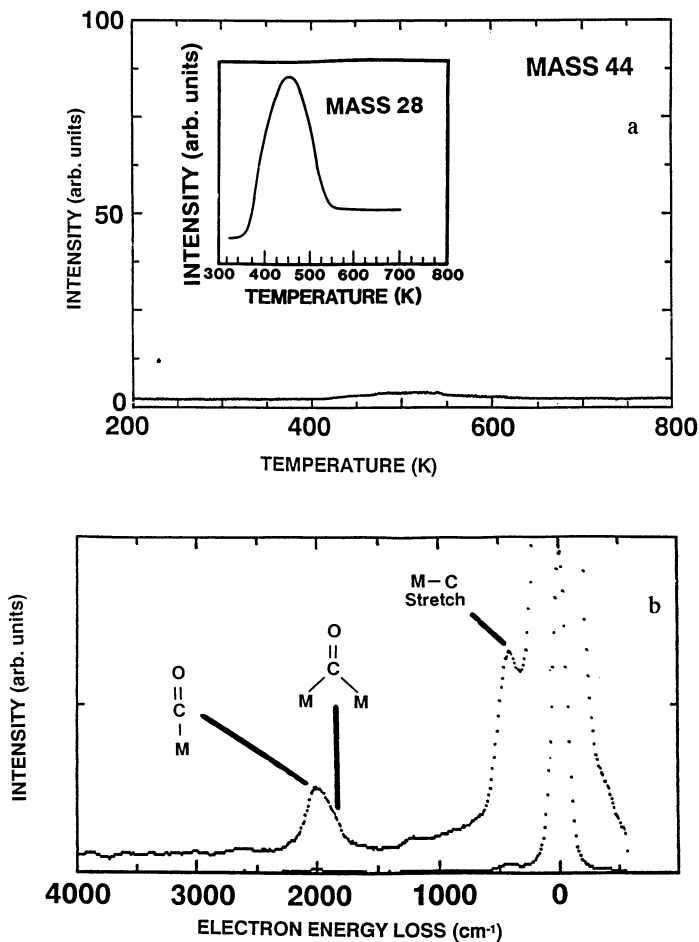 100
50
0
INTENSITY (arb. units)
MASS 44
a
INTENSITY (arb. units)
MASS 28
300 400 500 600 700 800
TEMPERATURE (K)
200 400 600 800
TEMPERATURE (K)
INTENSITY (arb. units)
b
M–C
Stretch
O
C
M M
O
C
M
4000 3000 2000 1000 0
ELECTRON ENERGY LOSS (cm⁻¹)